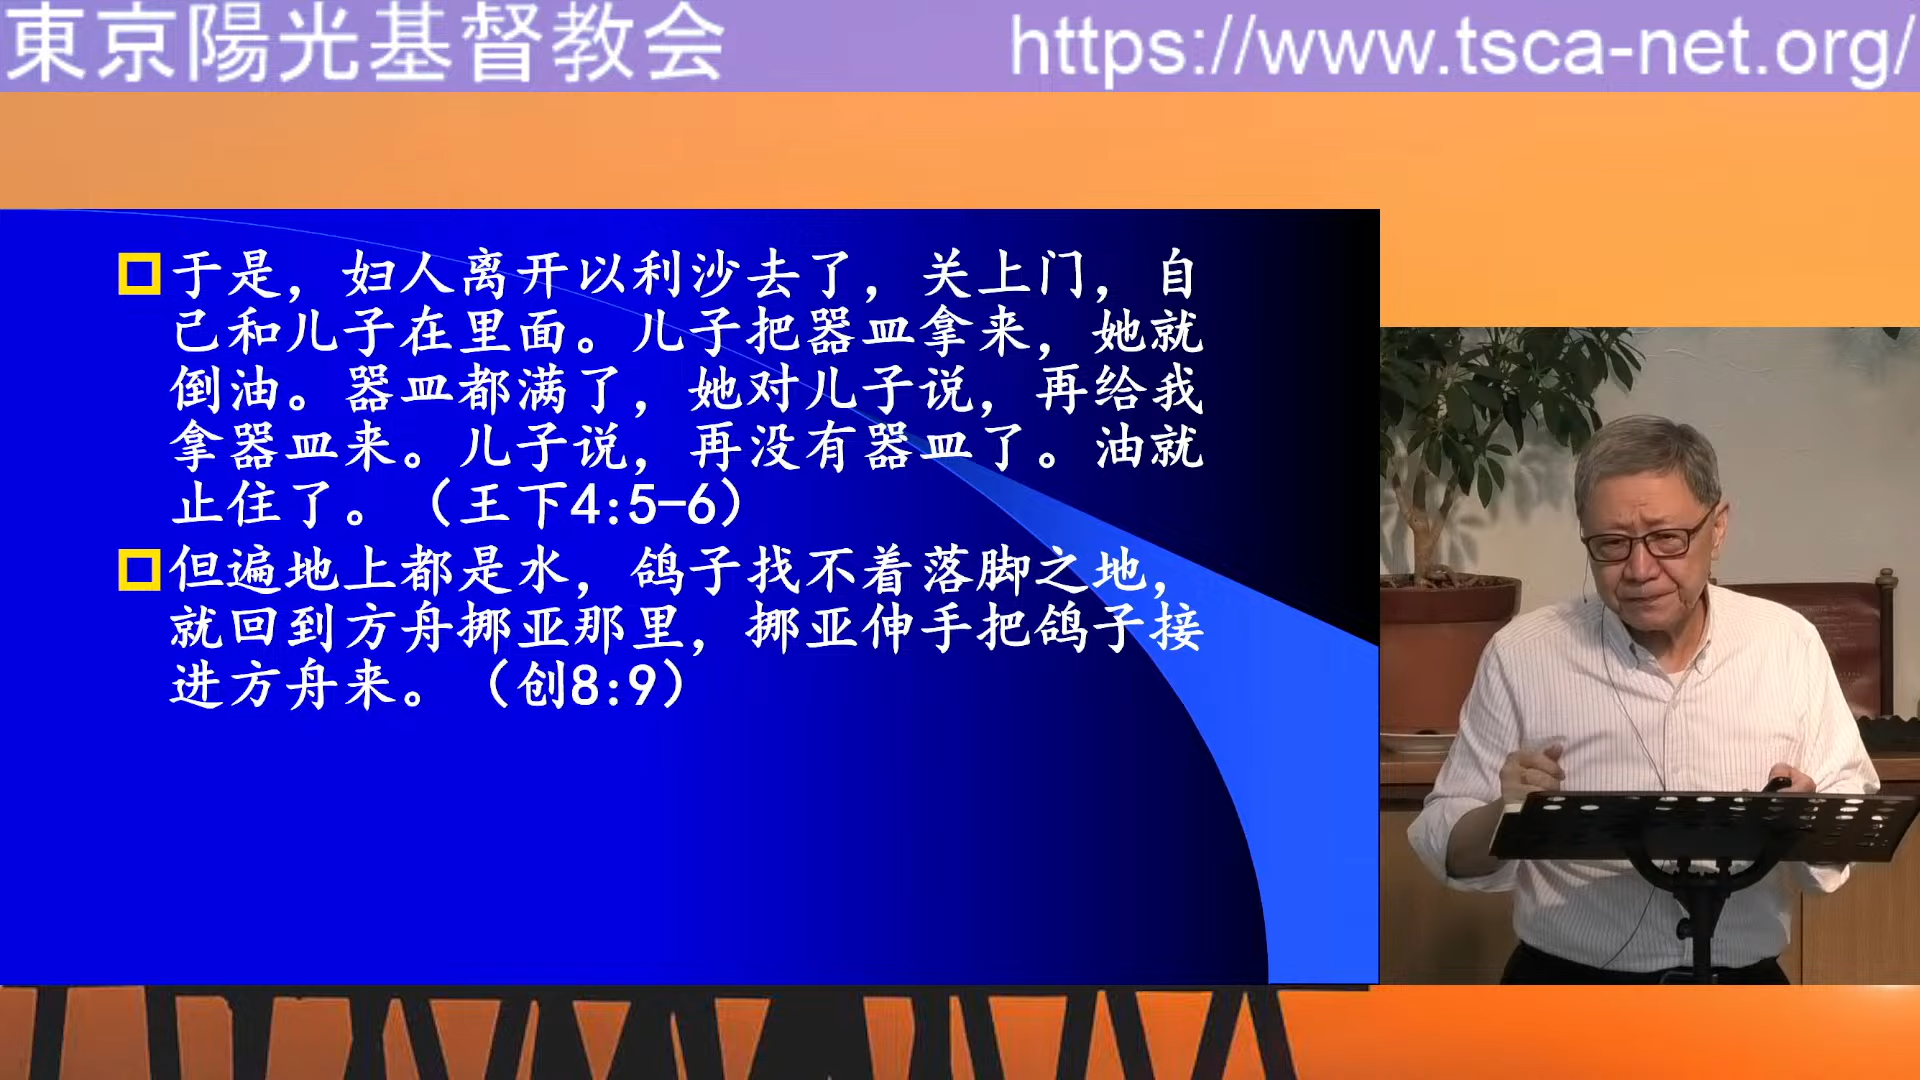 東京陽光基督教会
https://www.tsca-net.org/
于是，妇人离开以利沙去了，关上门，自
己和儿子在里面。儿子把器皿拿来，她就
倒油。器皿都满了，她对儿子说，再给我
拿器皿来。儿子说，再没有器皿了。油就
止住了。（王下4:5-6）
但遍地上都是水，鸽子找不着落脚之地，
就回到方舟挪亚那里，挪亚伸手把鸽子接
进方舟来。（创8:9）